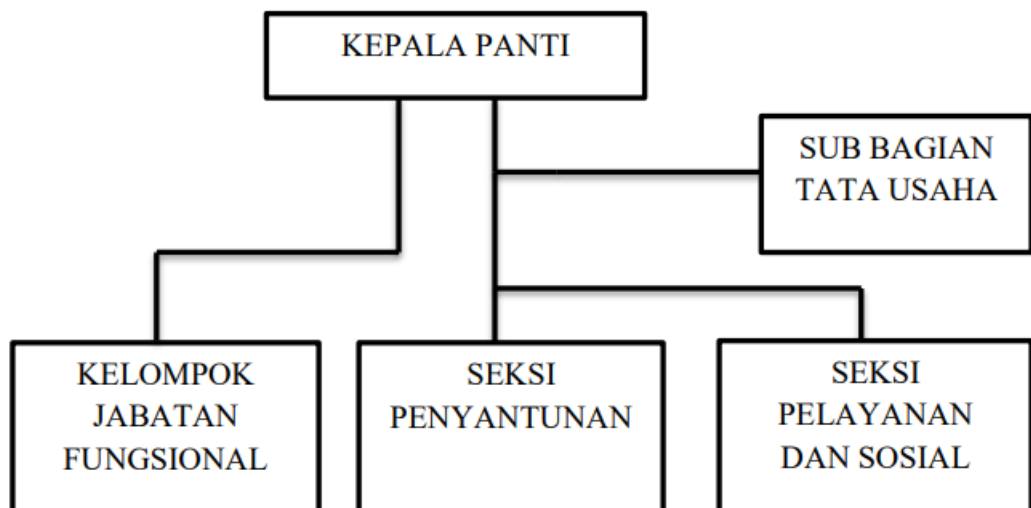 KEPALA PANTI
SUB BAGIAN
TATA USAHA
KELOMPOK
JABATAN
FUNGSIONAL
SEKSI
PENYANTUNAN
SEKSI
PELAYANAN
DAN SOSIAL